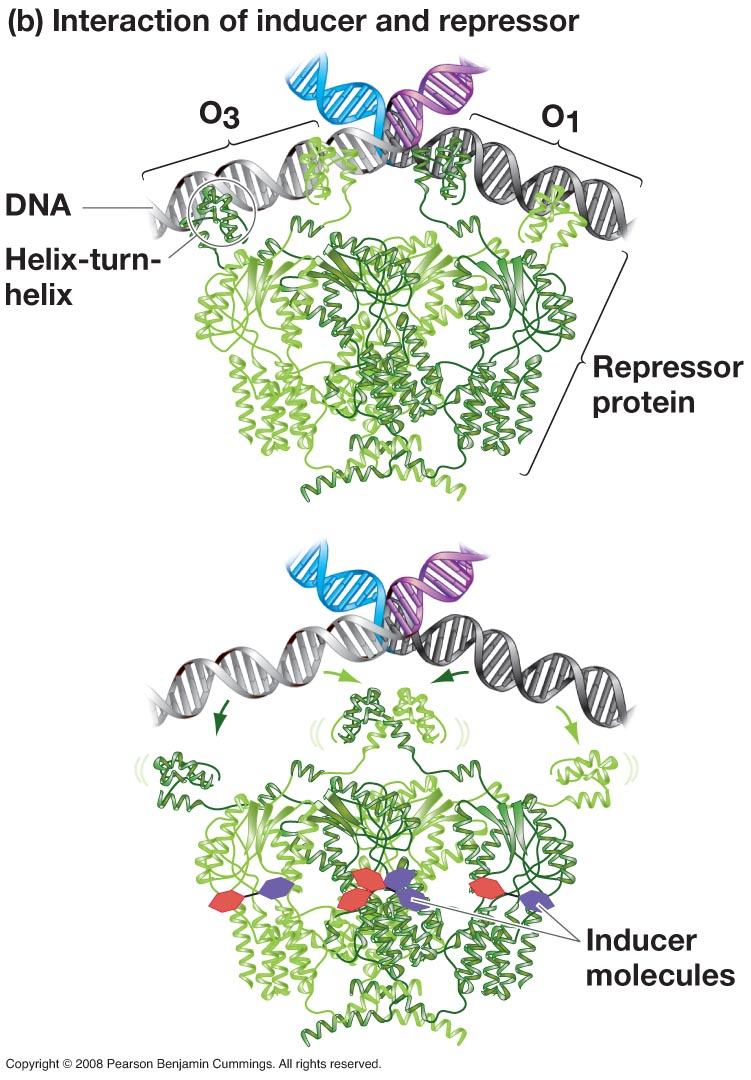 (b) Interaction of inducer and repressor
O3
O1
DNA
Helix-turn-
helix
Repressor
protein
Inducer
molecules
Copyright © 2008 Pearson Benjamin Cummings. All rights reserved.